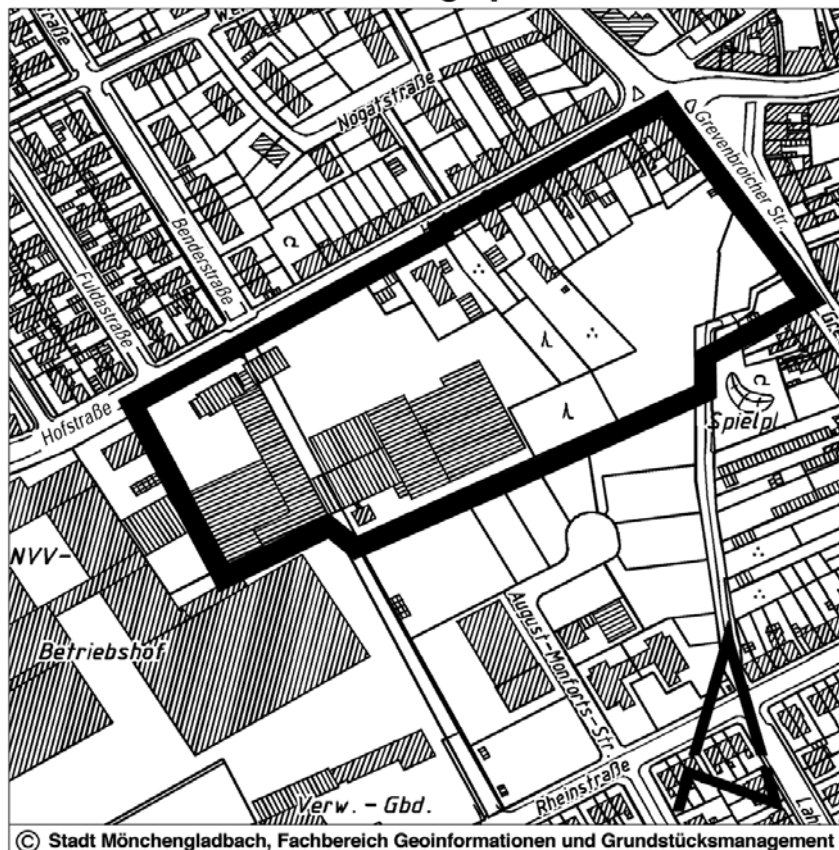 Nogatstraße
Grevenbroicher Str.
Benderstraße
Fuldastraße
Hofstraße
Spielpl.
NVV-
Betriebshof
August-Monforts-Str.
Rheinstraße
Verw. - Gbd.
© Stadt Mönchengladbach, Fachbereich Geoinformationen und Grundstücksmanagement